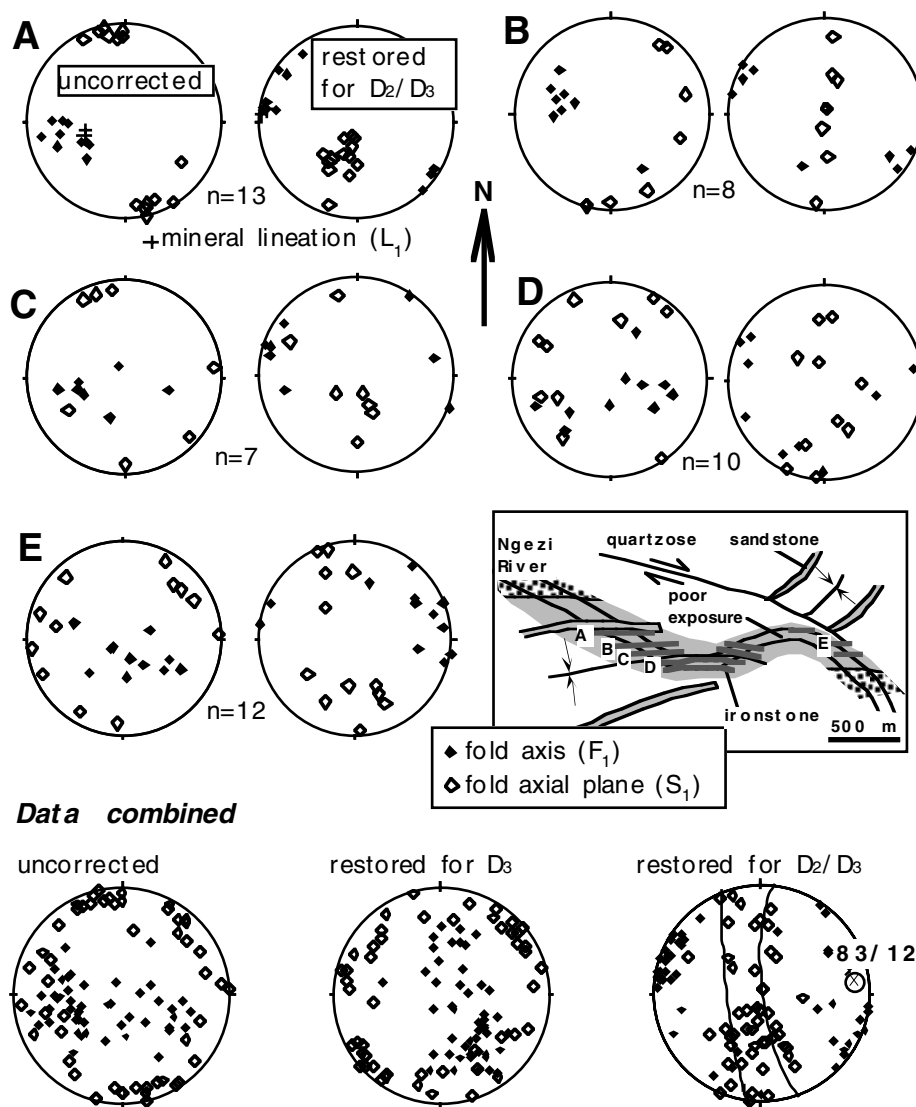 A
uncorrected
restored
for D2/D3
n=13
+mineral lineation (L1)
B
n=8
N
C
n=7
D
n=10
E
n=12
Ngezi
River
quartzose
sandstone
poor
exposure
A
B
C
D
E
ironstone
500 m
fold axis (F1)
fold axial plane (S1)
Data combined
uncorrected
restored for D3
restored for D2/D3
83/12